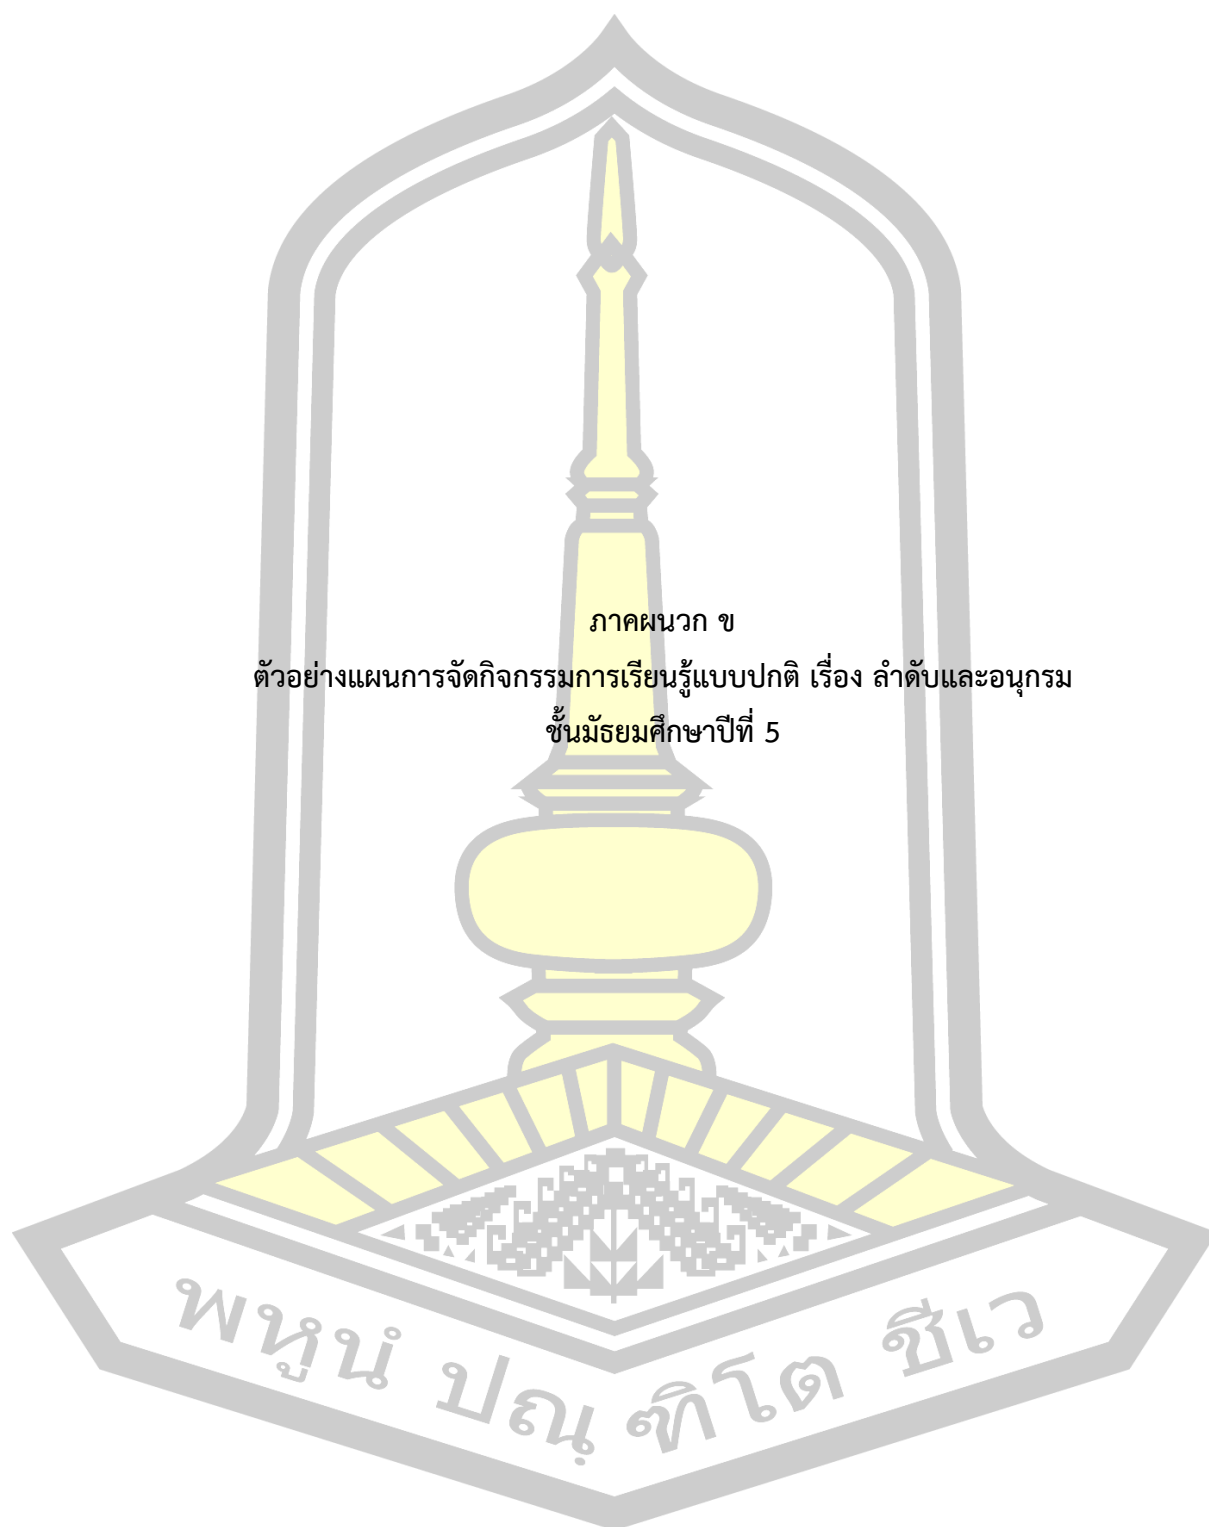 ภาคผนวก ข
ตัวอย่างแผนการจัดกิจกรรมการเรียนรู้แบบปกติ เรื่อง ลำดับและอนุกรม
ชั้นมัธยมศึกษาปีที่ 5
พหูนํ ปณฺฑิโต ชีเว